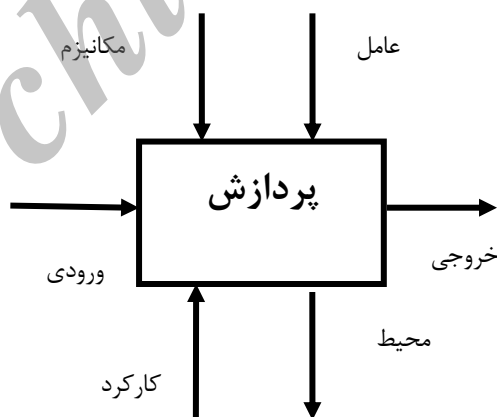 عامل
مکانیزم
پردازش
خروجی
ورودی
محیط
کارکرد